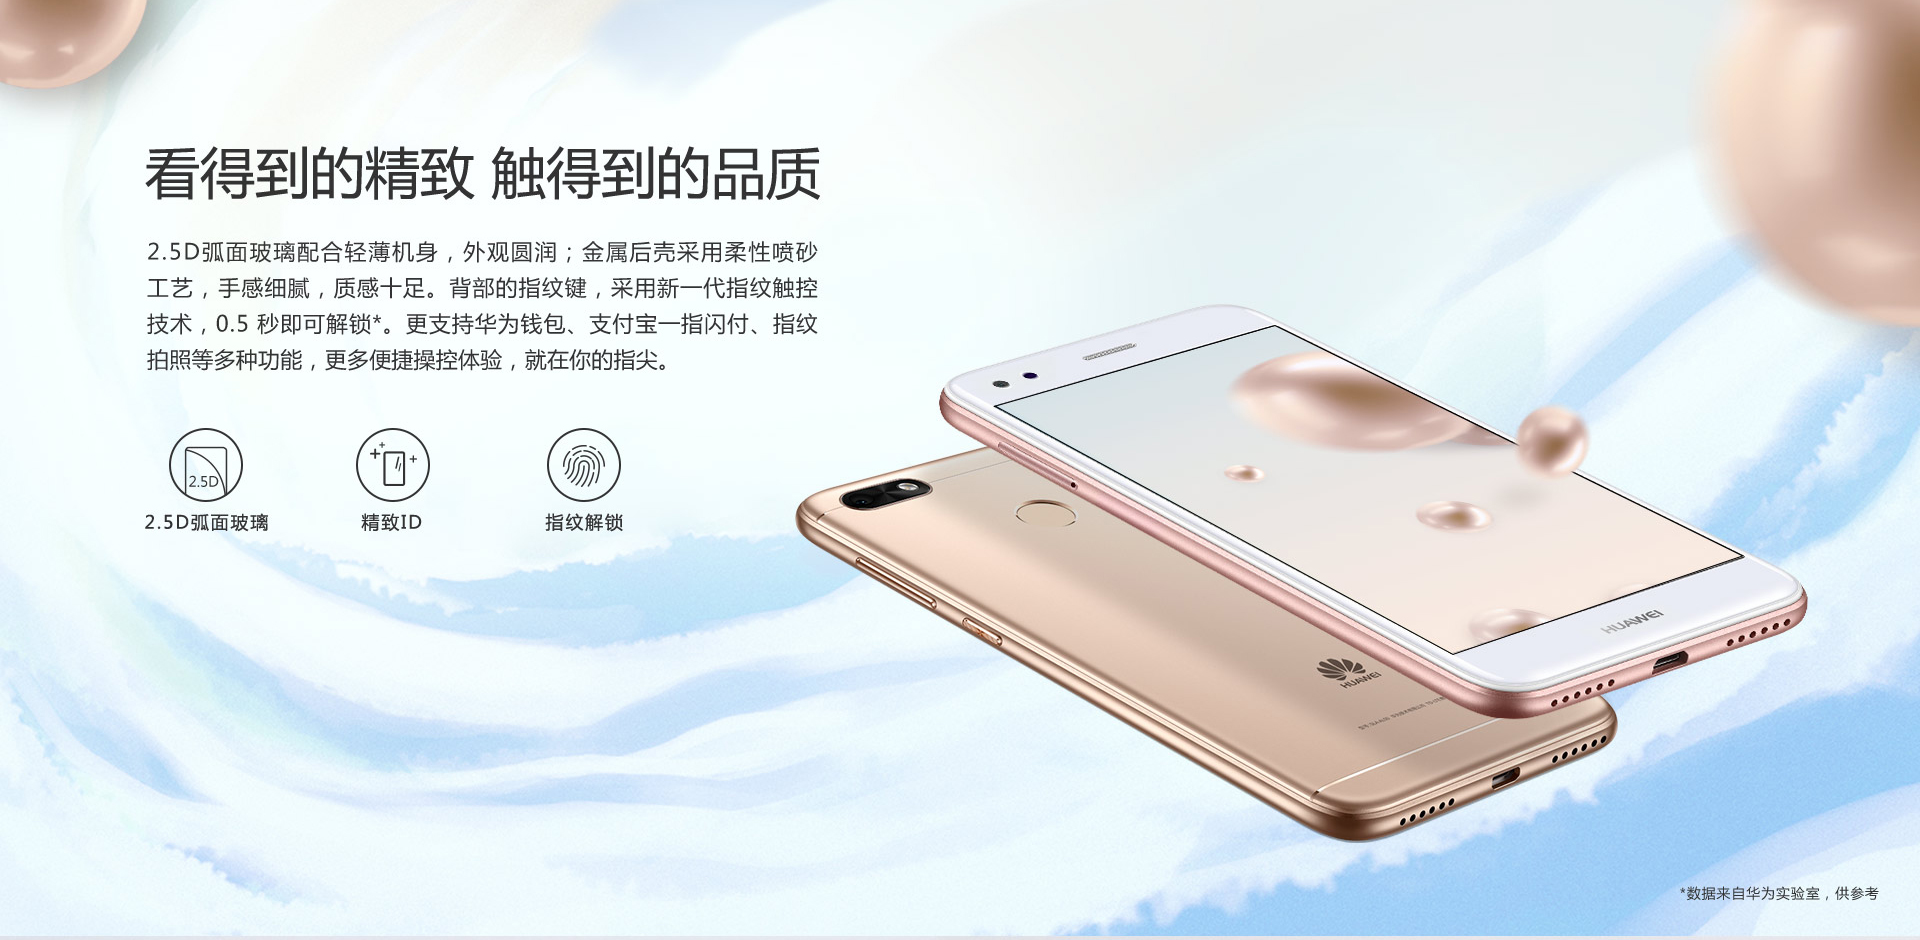 看得到的精致 触得到的品质
2.5D弧面玻璃配合轻薄机身，外观圆润；金属后壳采用柔性喷砂
工艺，手感细腻，质感十足。背部的指纹键，采用新一代指纹触控
技术，0.5 秒即可解锁*。更支持华为钱包、支付宝一指闪付、指纹
拍照等多种功能，更多便捷操控体验，就在你的指尖。
2.5D
2.5D弧面玻璃
精致ID
指纹解锁
HUAWEI
HUAWEI
*数据来自华为实验室，供参考